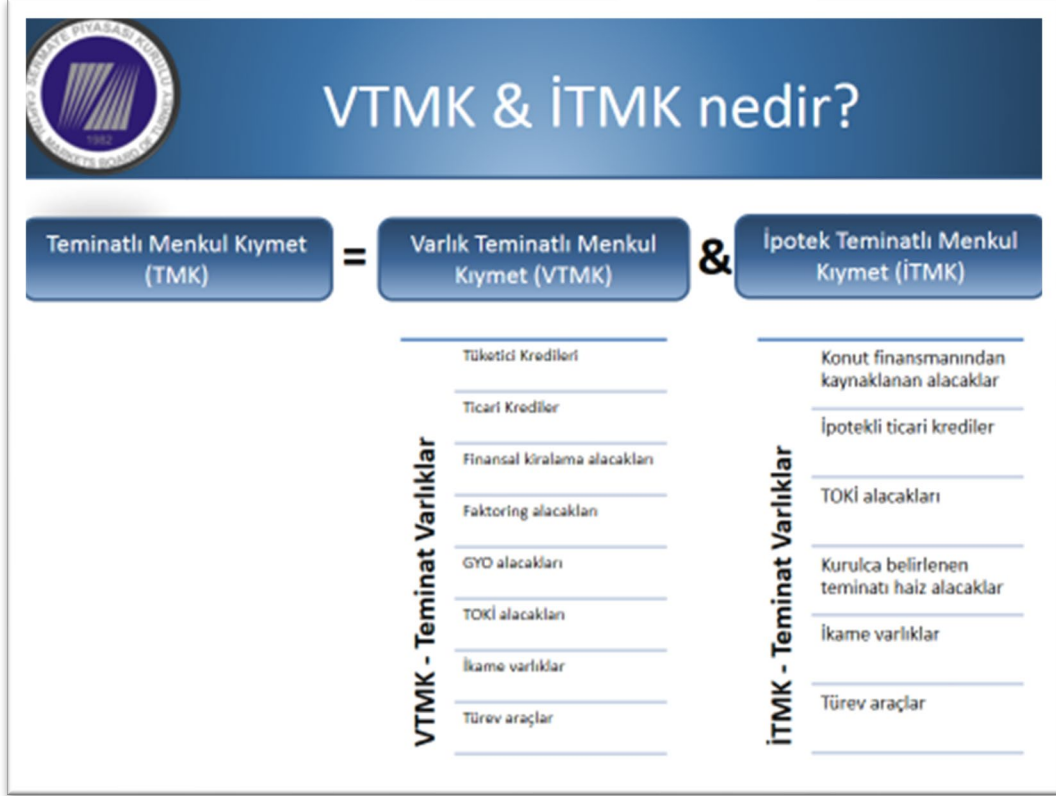 SERMAYE PİYASASI KURULU
CAPITAL MARKETS BOARD OF TURKEY
1982
VTMK & İTMK nedir?
Teminatlı Menkul Kıymet
(TMK)
=
Varlık Teminatlı Menkul
Kıymet (VTMK)
&
İpotek Teminatlı Menkul
Kıymet (İTMK)
VTMK - Teminat Varlıklar
Tüketici Kredileri
Ticari Krediler
Finansal kiralama alacakları
Faktoring alacakları
GYO alacakları
TOKİ alacakları
İkame varlıklar
Türev araçlar
İTMK - Teminat Varlıklar
Konut finansmanından
kaynaklanan alacaklar
İpotekli ticari krediler
TOKİ alacakları
Kurulca belirlenen
teminatı haiz alacaklar
İkame varlıklar
Türev araçlar